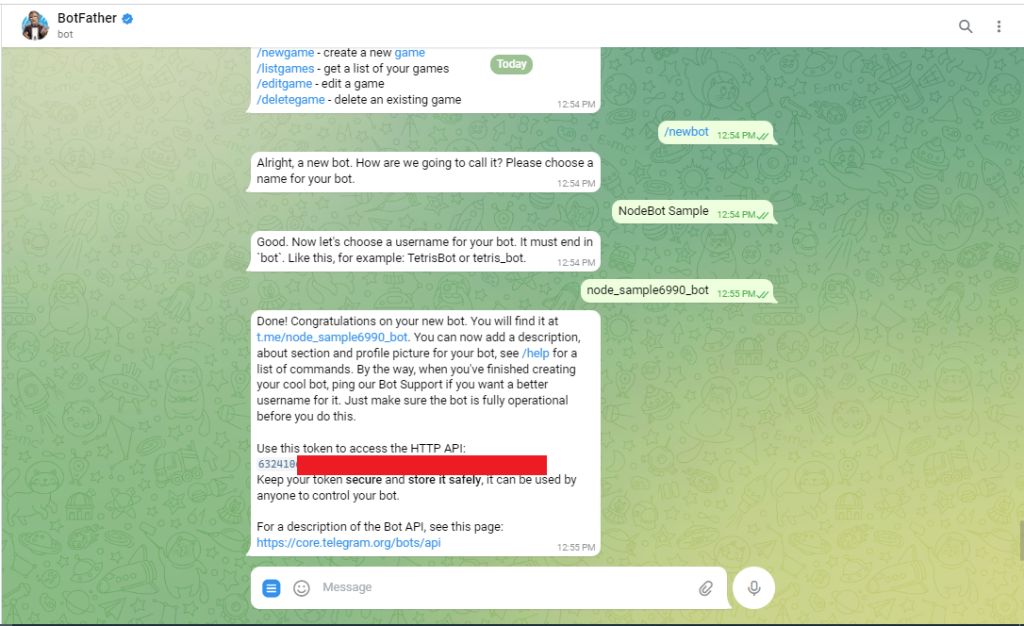 BotFather
bot
/newgame - create a new game
Today
/listgames - get a list of your games
/editgame - edit a game
/deletegame - delete an existing game
12:54 PM
/newbot 12:54 PM
Alright, a new bot. How are we going to call it? Please choose a
name for your bot.
12:54 PM
NodeBot Sample 12:54 PM
Good. Now let's choose a username for your bot. It must end in
`bot`. Like this, for example: TetrisBot or tetris_bot.
12:54 PM
node_sample6990_bot 12:55 PM
Done! Congratulations on your new bot. You will find it at
t.me/node_sample6990_bot. You can now add a description,
about section and profile picture for your bot, see /help for a
list of commands. By the way, when you've finished creating
your cool bot, ping our Bot Support if you want a better
username for it. Just make sure the bot is fully operational
before you do this.
Use this token to access the HTTP API:
632410
Keep your token secure and store it safely, it can be used by
anyone to control your bot.
For a description of the Bot API, see this page:
https://core.telegram.org/bots/api
12:55 PM
Message